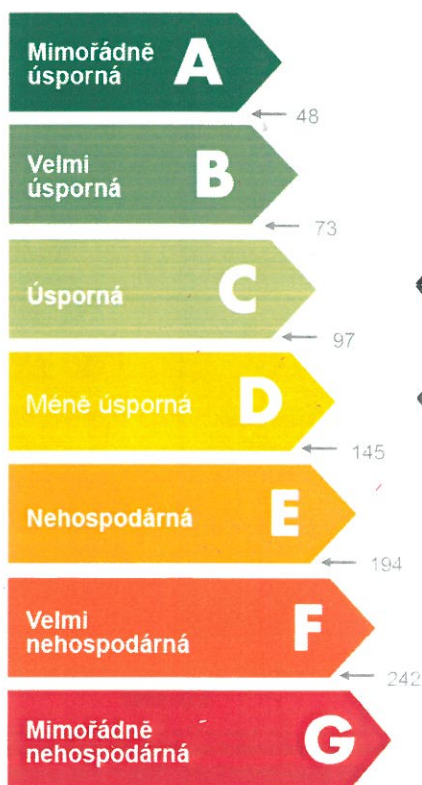 Mimořádně
úsporná
A
48
Velmi
úsporná
B
73
Úsporná
C
97
Méně úsporná
D
145
Nehospodárná
E
194
Velmi
nehospodárná
F
242
Mimořádně
nehospodárná
G